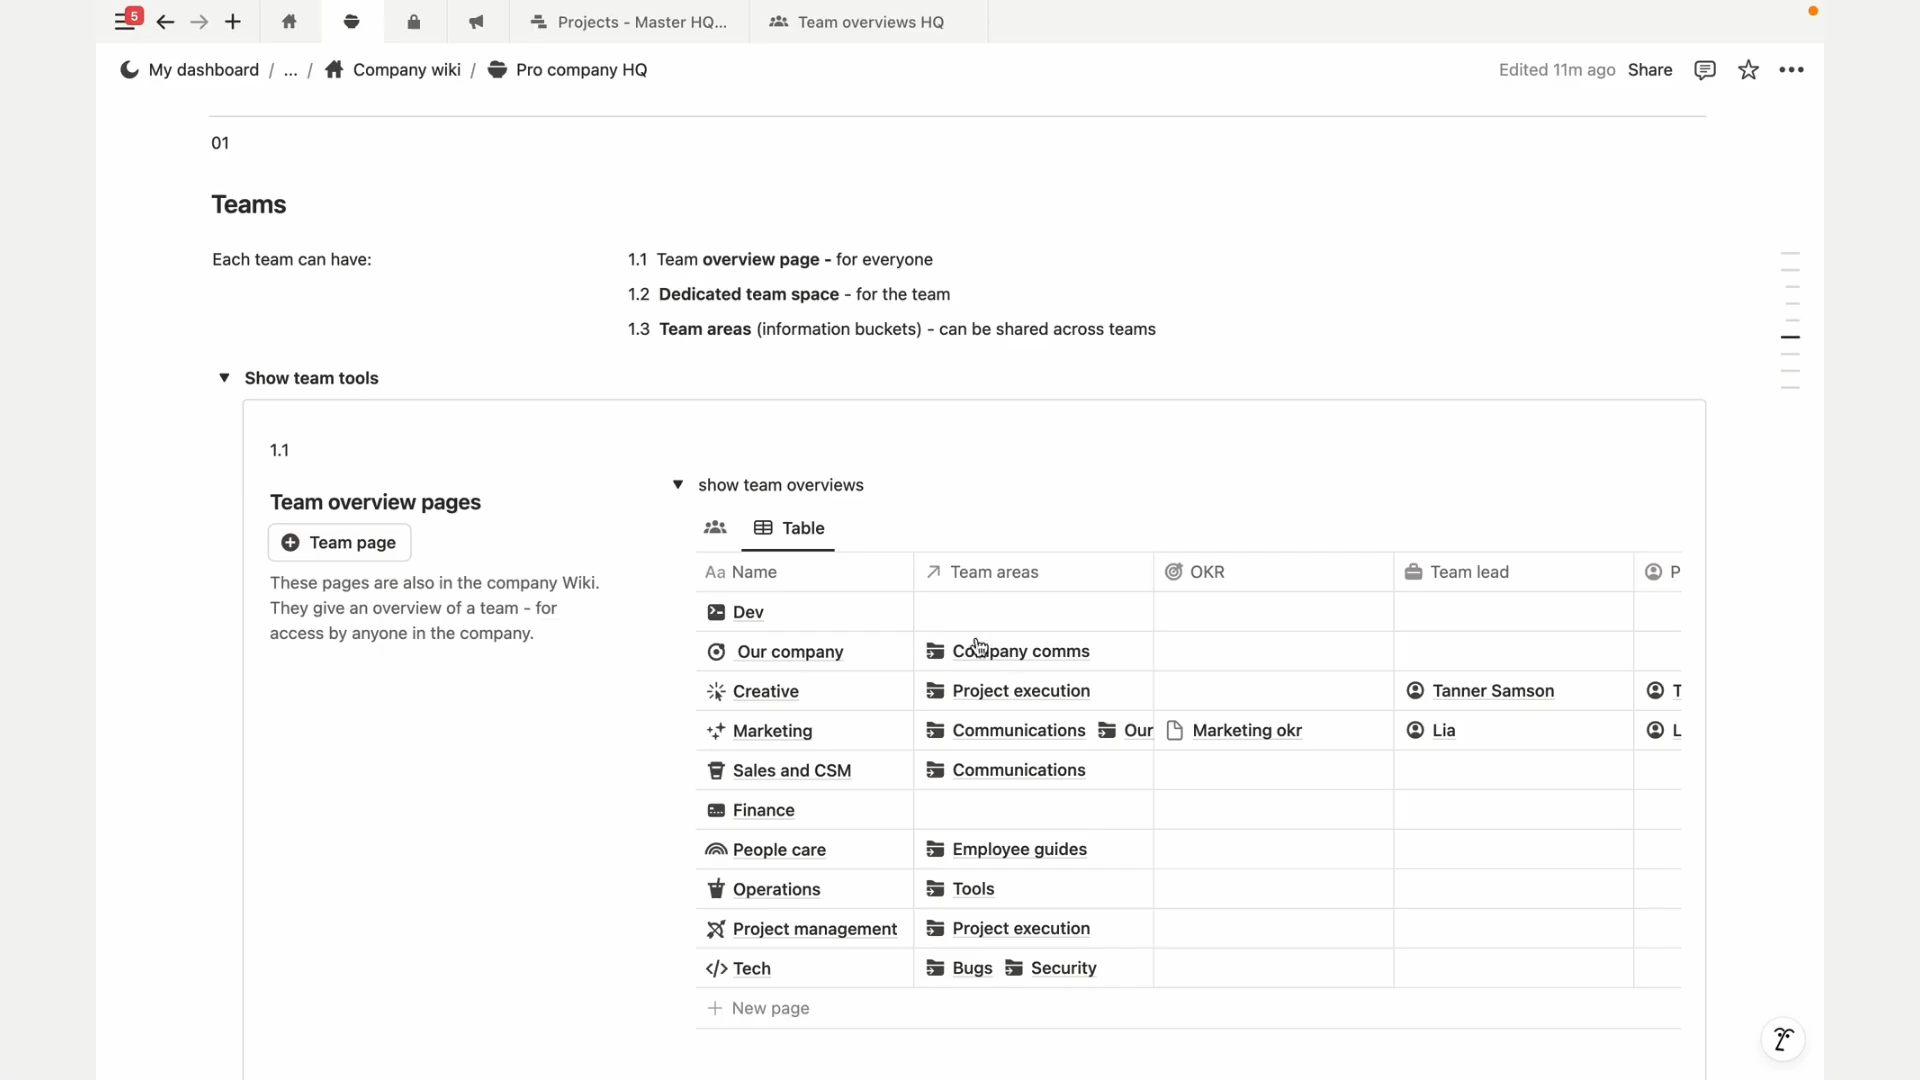 5
Projects - Master HQ...
Team overviews HQ
My dashboard / ... / Company wiki / Pro company HQ
Edited 11m ago Share
01
Teams
Each team can have:
1.1 Team overview page - for everyone
1.2 Dedicated team space - for the team
1.3 Team areas (information buckets) - can be shared across teams
Show team tools
1.1
Team overview pages
Team page
These pages are also in the company Wiki.
They give an overview of a team - for
access by anyone in the company.
show team overviews
Table
Aa Name Team areas OKR Team lead P
Dev
Our company Company comms
Creative Project execution Tanner Samson T
Marketing Communications Our Marketing okr Lia L
Sales and CSM Communications
Finance
People care Employee guides
Operations Tools
Project management Project execution
Tech Bugs Security
New page